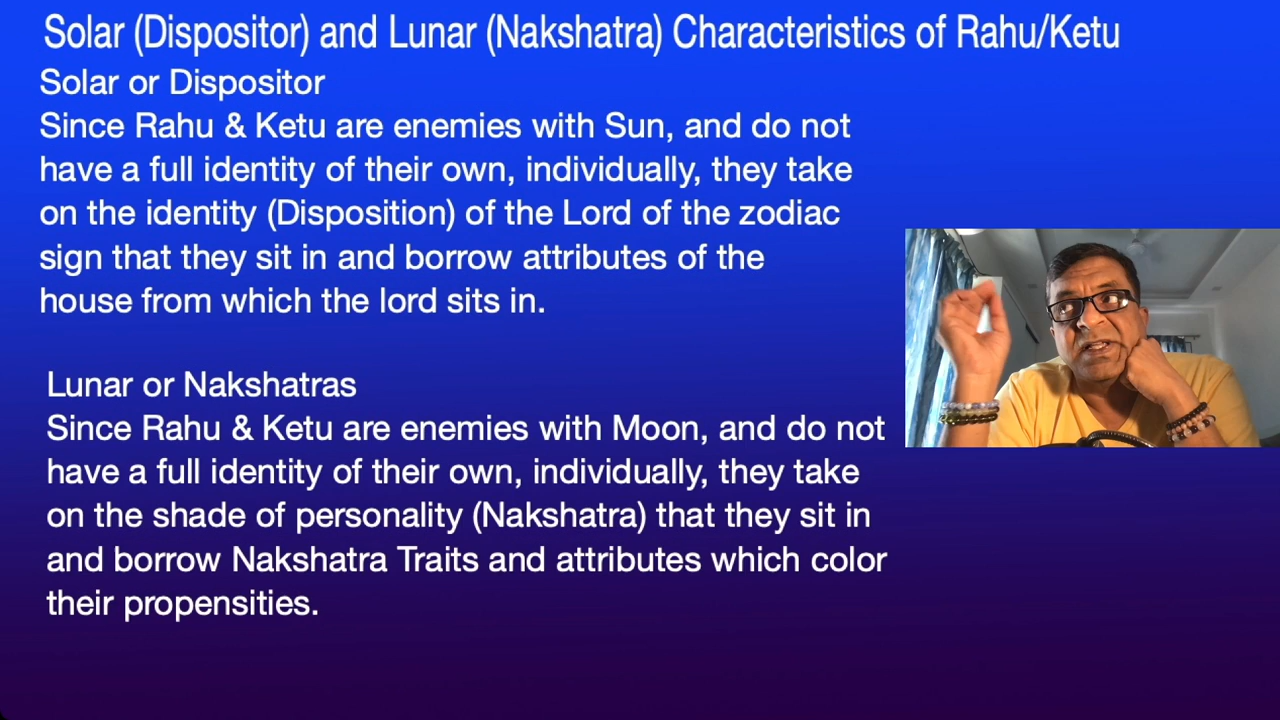 Solar (Dispositor) and Lunar (Nakshatra) Characteristics of Rahu/Ketu
Solar or Dispositor
Since Rahu & Ketu are enemies with Sun, and do not
have a full identity of their own, individually, they take
on the identity (Disposition) of the Lord of the zodiac
sign that they sit in and borrow attributes of the
house from which the lord sits in.
Lunar or Nakshatras
Since Rahu & Ketu are enemies with Moon, and do not
have a full identity of their own, individually, they take
on the shade of personality (Nakshatra) that they sit in
and borrow Nakshatra Traits and attributes which color
their propensities.